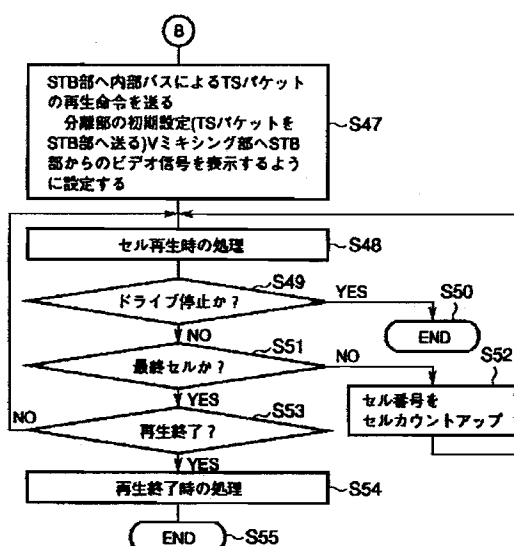 B
STB部へ内部バスによるTSパケット
の再生命令を送る
分離部の初期設定(TSパケットを
STB部へ送る)Vミキシング部へSTB
部からのビデオ信号を表示するよう
に設定する
S47
セル再生時の処理
S48
ドライブ停止か?
S49
YES
S50
END
NO
最終セルか?
S51
NO
S52
セル番号を
セルカウントアップ
YES
再生終了?
S53
NO
YES
再生終了時の処理
S54
END
S55